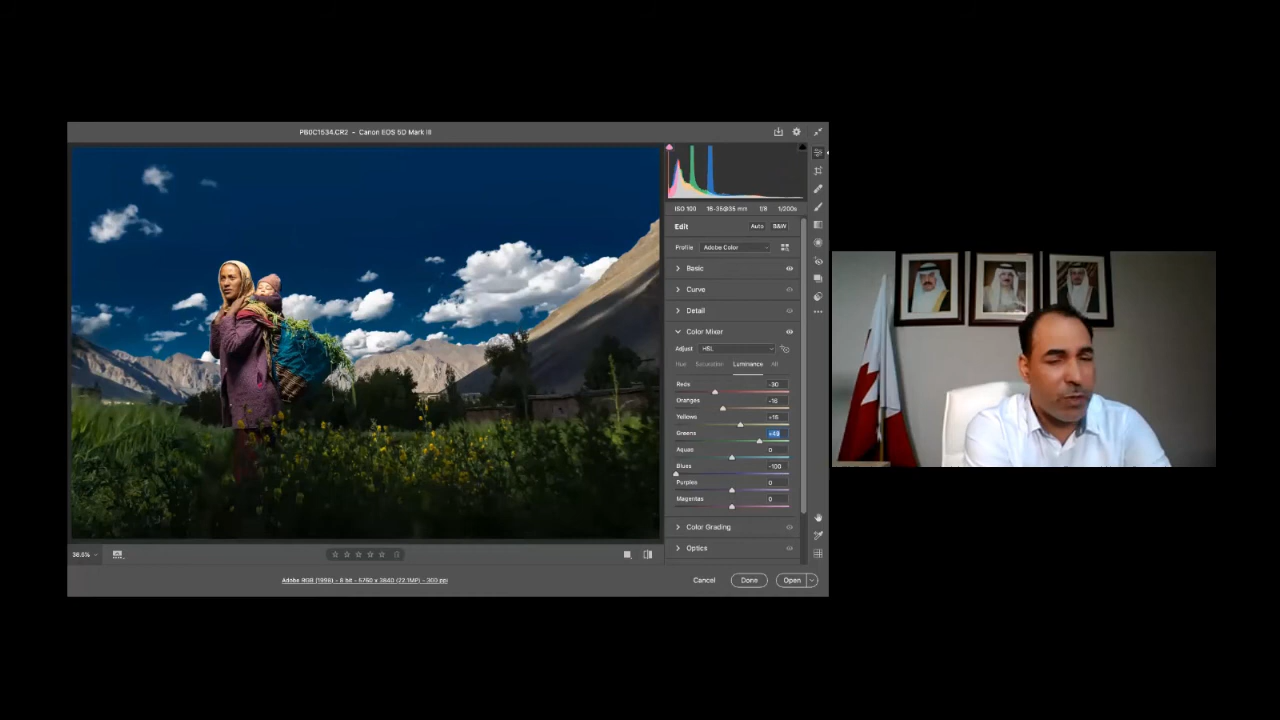 PB0C1534.CR2 - Canon EOS 5D Mark III
ISO 100 16-35@35 mm f/8 1/200s
Edit Auto B&W
Profile Adobe Color
Basic
Curve
Detail
Color Mixer
Adjust HSL
Hue Saturation Luminance All
Reds -30
Oranges -16
Yellows +16
Greens +49
Aquas 0
Blues -100
Purples 0
Magentas 0
Color Grading
Optics
36.6%
Adobe RGB (1998) - 8 bit - 5760 x 3840 (22.1MP) - 300 ppi
Cancel Done Open